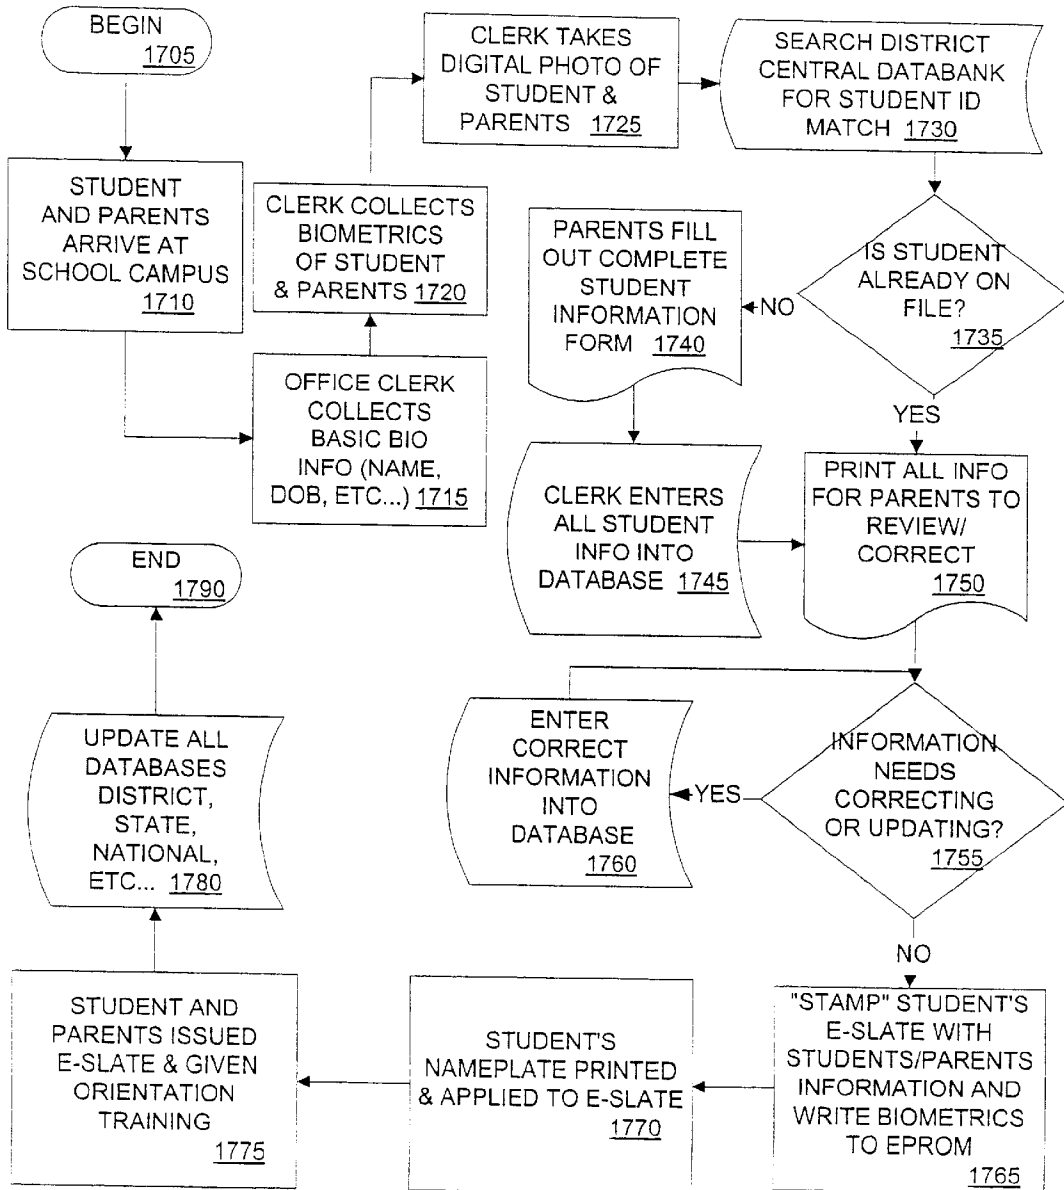 BEGIN
1705
STUDENT
AND PARENTS
ARRIVE AT
SCHOOL CAMPUS
1710
OFFICE CLERK
COLLECTS
BASIC BIO
INFO (NAME,
DOB, ETC...) 1715
CLERK COLLECTS
BIOMETRICS
OF STUDENT
& PARENTS 1720
CLERK TAKES
DIGITAL PHOTO OF
STUDENT &
PARENTS 1725
SEARCH DISTRICT
CENTRAL DATABANK
FOR STUDENT ID
MATCH 1730
IS STUDENT
ALREADY ON
FILE?
1735
NO
PARENTS FILL
OUT COMPLETE
STUDENT
INFORMATION
FORM 1740
CLERK ENTERS
ALL STUDENT
INFO INTO
DATABASE 1745
YES
PRINT ALL INFO
FOR PARENTS TO
REVIEW/
CORRECT
1750
INFORMATION
NEEDS
CORRECTING
OR UPDATING?
1755
YES
ENTER
CORRECT
INFORMATION
INTO
DATABASE
1760
NO
"STAMP" STUDENT'S
E-SLATE WITH
STUDENTS/PARENTS
INFORMATION AND
WRITE BIOMETRICS
TO EPROM
1765
STUDENT'S
NAMEPLATE PRINTED
& APPLIED TO E-SLATE
1770
STUDENT AND
PARENTS ISSUED
E-SLATE & GIVEN
ORIENTATION
TRAINING
1775
UPDATE ALL
DATABASES
DISTRICT,
STATE,
NATIONAL,
ETC... 1780
END
1790